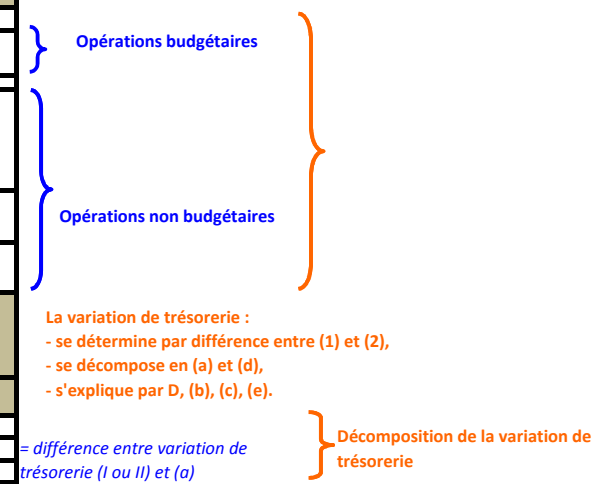 Opérations budgétaires
Opérations non budgétaires
La variation de trésorerie :
- se détermine par différence entre (1) et (2),
- se décompose en (a) et (d),
- s'explique par D, (b), (c), (e).
= différence entre variation de
trésorerie (I ou II) et (a)
Décomposition de la variation de
trésorerie